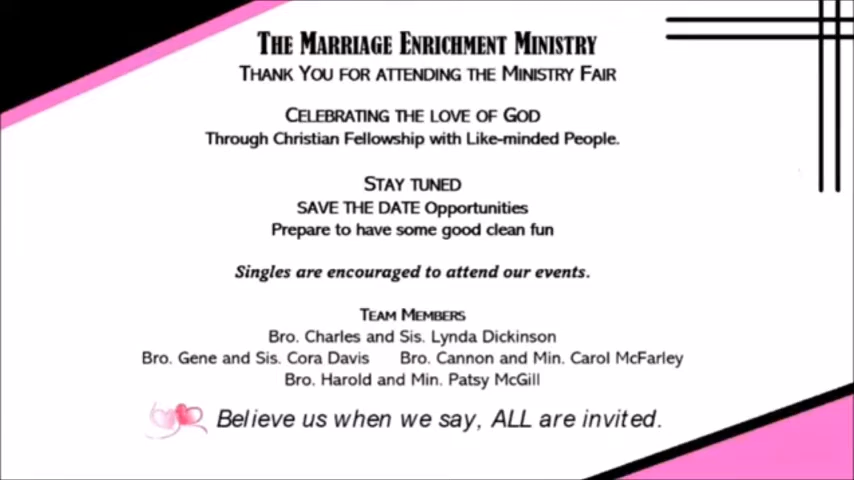 THE MARRIAGE ENRICHMENT MINISTRY
THANK YOU FOR ATTENDING THE MINISTRY FAIR
CELEBRATING THE LOVE OF GOD
Through Christian Fellowship with Like-minded People.
STAY TUNED
SAVE THE DATE Opportunities
Prepare to have some good clean fun
Singles are encouraged to attend our events.
TEAM MEMBERS
Bro. Charles and Sis. Lynda Dickinson
Bro. Gene and Sis. Cora Davis Bro. Cannon and Min. Carol McFarley
Bro. Harold and Min. Patsy McGill
Believe us when we say, ALL are invited.